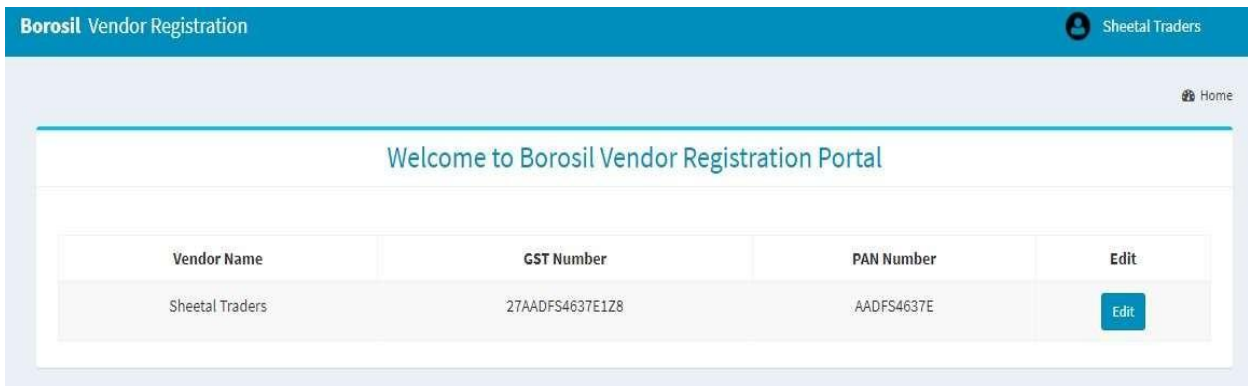 Borosil Vendor Registration
Sheetal Traders
Home
Welcome to Borosil Vendor Registration Portal
Vendor Name GST Number PAN Number Edit
Sheetal Traders 27AADFS4637E1Z8 AADFS4637E Edit